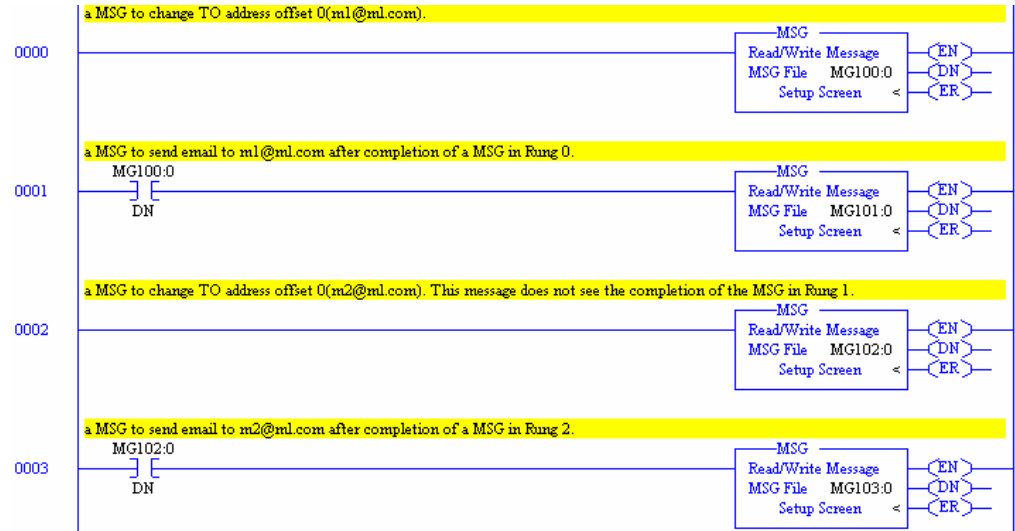 a MSG to change TO address offset 0(m1@ml.com).
MSG
0000
Read/Write Message
EN
MSG File MG100:0
DN
Setup Screen <
ER
a MSG to send email to m1@ml.com after completion of a MSG in Rung 0.
MG100:0
MSG
0001
Read/Write Message
EN
DN
MSG File MG101:0
DN
Setup Screen <
ER
a MSG to change TO address offset 0(m2@ml.com). This message does not see the completion of the MSG in Rung 1.
MSG
0002
Read/Write Message
EN
MSG File MG102:0
DN
Setup Screen <
ER
a MSG to send email to m2@ml.com after completion of a MSG in Rung 2.
MG102:0
MSG
0003
Read/Write Message
EN
DN
MSG File MG103:0
DN
Setup Screen <
ER